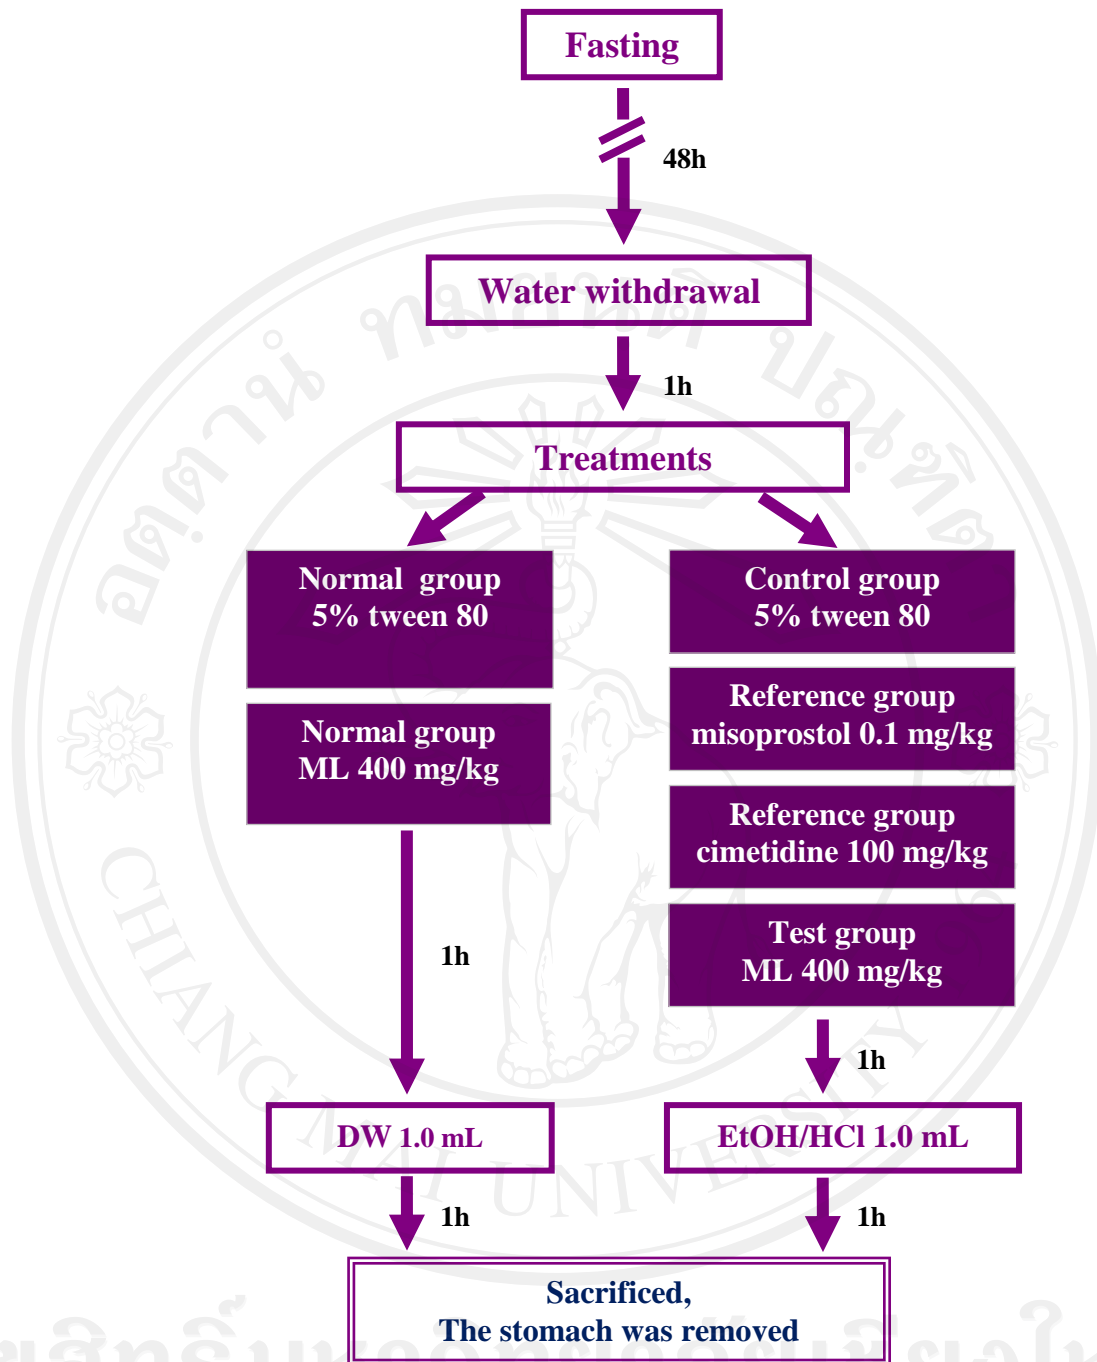 Fasting
48h
Water withdrawal
1h
Treatments
Normal group
5% tween 80
Normal group
ML 400 mg/kg
1h
DW 1.0 mL
1h
Control group
5% tween 80
Reference group
misoprostol 0.1 mg/kg
Reference group
cimetidine 100 mg/kg
Test group
ML 400 mg/kg
1h
EtOH/HCl 1.0 mL
1h
Sacrificed,
The stomach was removed
CHIANG MAI UNIVERSITY